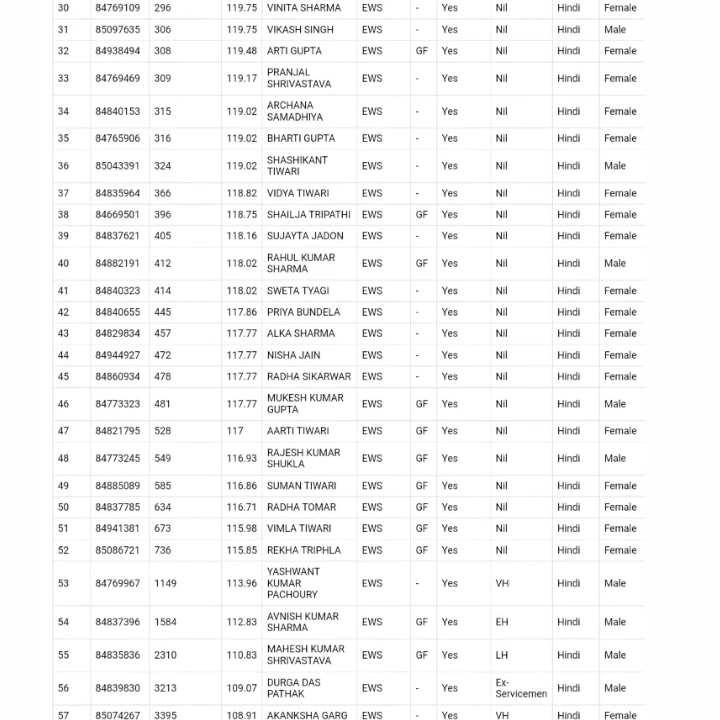 30 84769109 296 119.75 VINITA SHARMA EWS - Yes Nil Hindi Female
31 85097635 306 119.75 VIKASH SINGH EWS - Yes Nil Hindi Male
32 84938494 308 119.48 ARTI GUPTA EWS GF Yes Nil Hindi Female
33 84769469 309 119.17 PRANJAL SHRIVASTAVA EWS - Yes Nil Hindi Female
34 84840153 315 119.02 ARCHANA SAMADHIYA EWS - Yes Nil Hindi Female
35 84765906 316 119.02 BHARTI GUPTA EWS - Yes Nil Hindi Female
36 85043391 324 119.02 SHASHIKANT TIWARI EWS - Yes Nil Hindi Male
37 84835964 366 118.82 VIDYA TIWARI EWS - Yes Nil Hindi Female
38 84669501 396 118.75 SHAILJA TRIPATHI EWS GF Yes Nil Hindi Female
39 84837621 405 118.16 SUJAYTA JADON EWS - Yes Nil Hindi Female
40 84882191 412 118.02 RAHUL KUMAR SHARMA EWS GF Yes Nil Hindi Male
41 84840323 414 118.02 SWETA TYAGI EWS - Yes Nil Hindi Female
42 84840655 445 117.86 PRIYA BUNDELA EWS - Yes Nil Hindi Female
43 84829834 457 117.77 ALKA SHARMA EWS - Yes Nil Hindi Female
44 84944927 472 117.77 NISHA JAIN EWS - Yes Nil Hindi Female
45 84860934 478 117.77 RADHA SIKARWAR EWS - Yes Nil Hindi Female
46 84773323 481 117.77 MUKESH KUMAR GUPTA EWS GF Yes Nil Hindi Male
47 84821795 528 117 AARTI TIWARI EWS GF Yes Nil Hindi Female
48 84773245 549 116.93 RAJESH KUMAR SHUKLA EWS GF Yes Nil Hindi Male
49 84885089 585 116.86 SUMAN TIWARI EWS GF Yes Nil Hindi Female
50 84837785 634 116.71 RADHA TOMAR EWS GF Yes Nil Hindi Female
51 84941381 673 115.98 VIMLA TIWARI EWS GF Yes Nil Hindi Female
52 85086721 736 115.85 REKHA TRIPHLA EWS GF Yes Nil Hindi Female
53 84769967 1149 113.96 YASHWANT KUMAR PACHOURY EWS - Yes VH Hindi Male
54 84837396 1584 112.83 AVNISH KUMAR SHARMA EWS GF Yes EH Hindi Male
55 84835836 2310 110.83 MAHESH KUMAR SHRIVASTAVA EWS GF Yes LH Hindi Male
56 84839830 3213 109.07 DURGA DAS PATHAK EWS - Yes Ex-Servicemen Hindi Male
57 85074267 3395 108.91 AKANKSHA GARG EWS - Yes VH Hindi Female